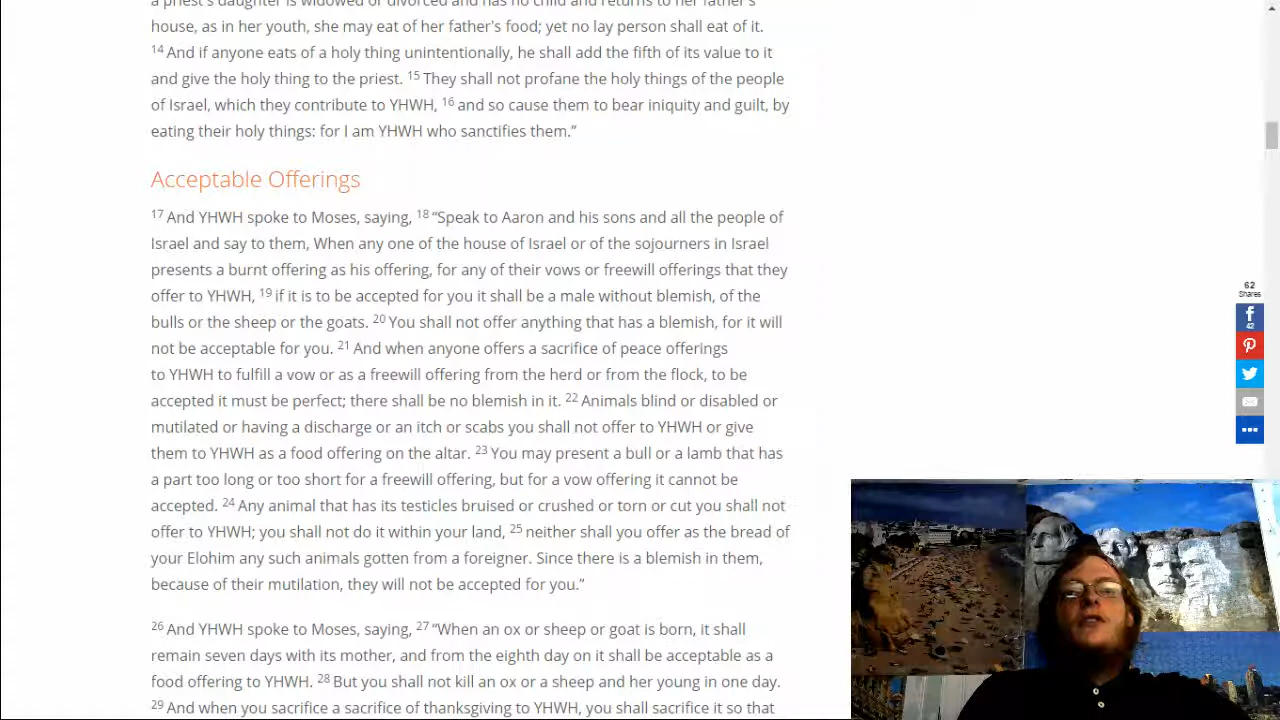 a priest's daughter is widowed or divorced and has no child and returns to her father's
house, as in her youth, she may eat of her father's food; yet no lay person shall eat of it.
14 And if anyone eats of a holy thing unintentionally, he shall add the fifth of its value to it
and give the holy thing to the priest. 15 They shall not profane the holy things of the people
of Israel, which they contribute to YHWH, 16 and so cause them to bear iniquity and guilt, by
eating their holy things: for I am YHWH who sanctifies them.”
Acceptable Offerings
17 And YHWH spoke to Moses, saying, 18 “Speak to Aaron and his sons and all the people of
Israel and say to them, When any one of the house of Israel or of the sojourners in Israel
presents a burnt offering as his offering, for any of their vows or freewill offerings that they
offer to YHWH, 19 if it is to be accepted for you it shall be a male without blemish, of the
bulls or the sheep or the goats. 20 You shall not offer anything that has a blemish, for it will
not be acceptable for you. 21 And when anyone offers a sacrifice of peace offerings
to YHWH to fulfill a vow or as a freewill offering from the herd or from the flock, to be
accepted it must be perfect; there shall be no blemish in it. 22 Animals blind or disabled or
mutilated or having a discharge or an itch or scabs you shall not offer to YHWH or give
them to YHWH as a food offering on the altar. 23 You may present a bull or a lamb that has
a part too long or too short for a freewill offering, but for a vow offering it cannot be
accepted. 24 Any animal that has its testicles bruised or crushed or torn or cut you shall not
offer to YHWH; you shall not do it within your land, 25 neither shall you offer as the bread of
your Elohim any such animals gotten from a foreigner. Since there is a blemish in them,
because of their mutilation, they will not be accepted for you.”
26 And YHWH spoke to Moses, saying, 27 “When an ox or sheep or goat is born, it shall
remain seven days with its mother, and from the eighth day on it shall be acceptable as a
food offering to YHWH. 28 But you shall not kill an ox or a sheep and her young in one day.
29 And when you sacrifice a sacrifice of thanksgiving to YHWH, you shall sacrifice it so that
62
Shares
42